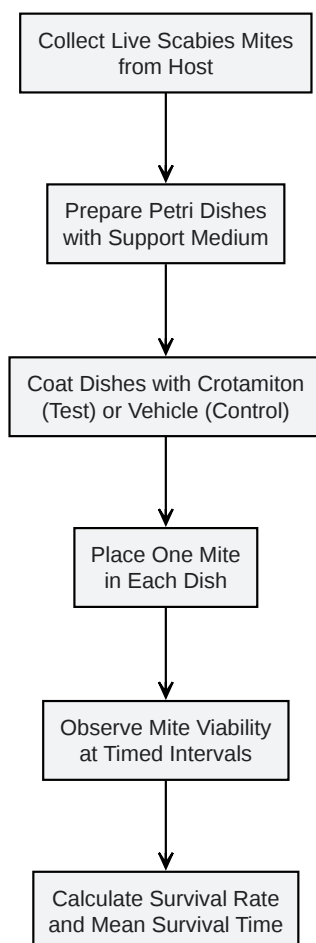 Collect Live Scabies Mites
from Host
Prepare Petri Dishes
with Support Medium
Coat Dishes with Crotamiton
(Test) or Vehicle (Control)
Place One Mite
in Each Dish
Observe Mite Viability
at Timed Intervals
Calculate Survival Rate
and Mean Survival Time